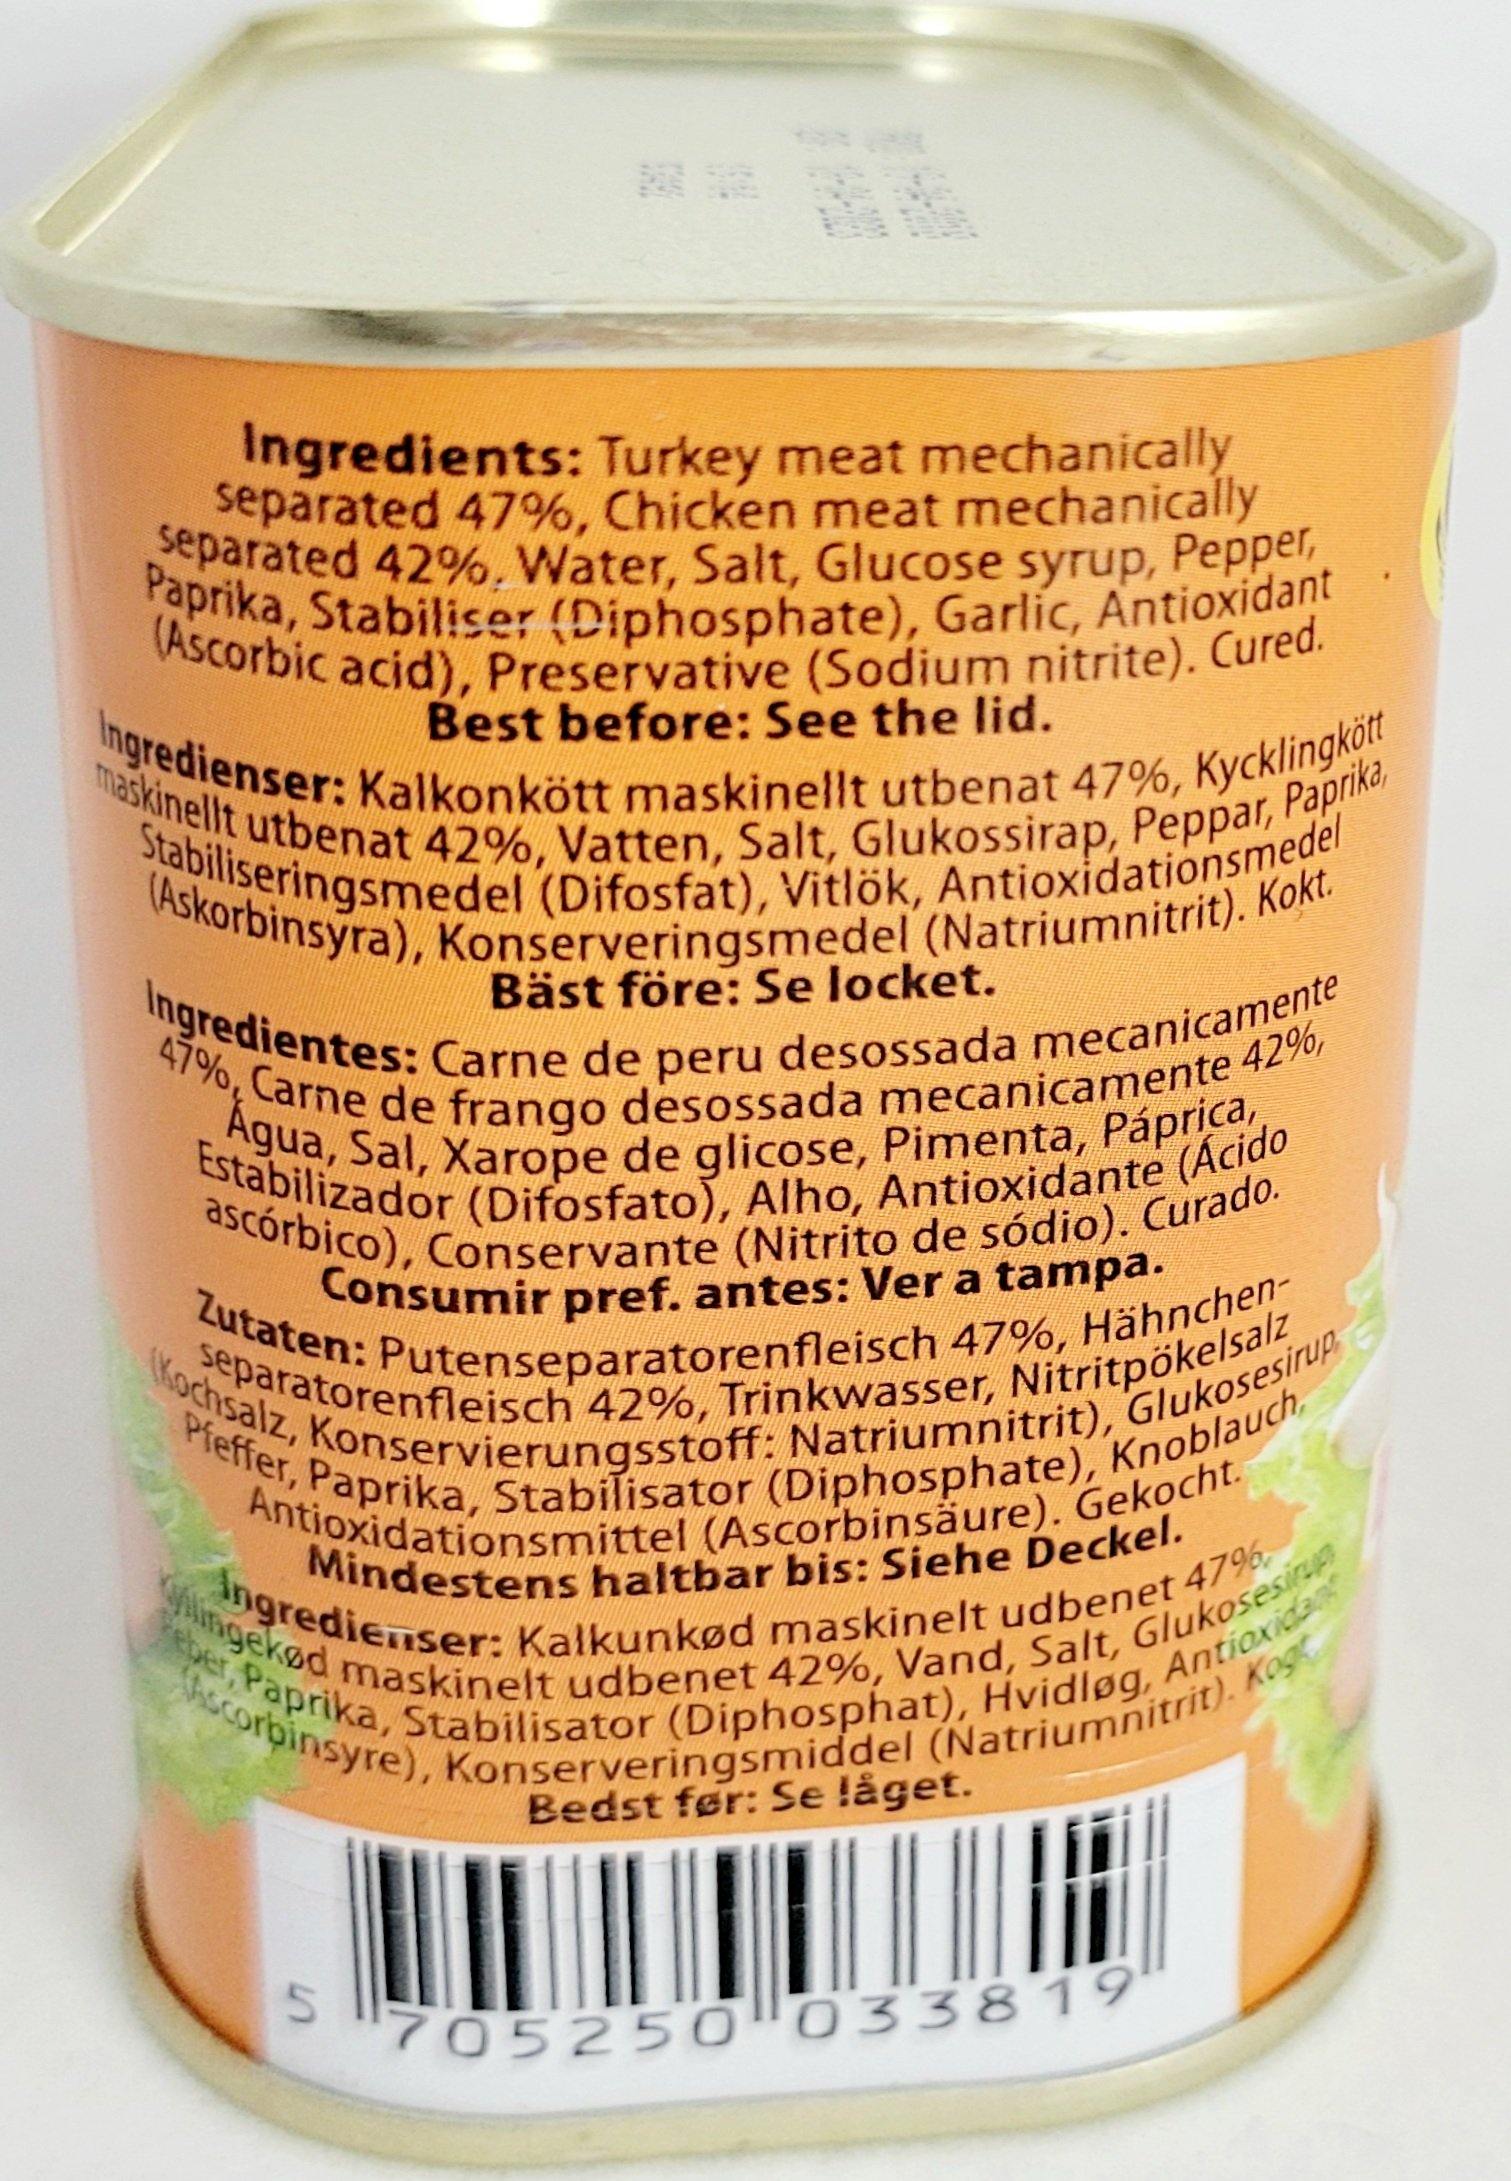 Ingredients: Turkey meat mechanically
separated 47%, Chicken meat mechanically
separated 42%, Water, Salt, Glucose syrup, Pepper,
Paprika, Stabiliser (Diphosphate), Garlic, Antioxidant
(Ascorbic acid), Preservative (Sodium nitrite). Cured.
Best before: See the lid.
Ingredienser: Kalkonkött maskinellt utbenat 47%, Kycklingkött
maskinellt utbenat 42%, Vatten, Salt, Glukossirap, Peppar, Paprika,
Stabiliseringsmedel (Difosfat), Vitlök, Antioxidationsmedel
(Askorbinsyra), Konserveringsmedel (Natriumnitrit). Kokt.
Bäst före: Se locket.
Ingredientes: Carne de peru desossada mecanicamente
47%, Carne de frango desossada mecanicamente 42%,
Água, Sal, Xarope de glicose, Pimenta, Páprica,
Estabilizador (Difosfato), Alho, Antioxidante (Ácido
ascórbico), Conservante (Nitrito de sódio). Curado.
Consumir pref. antes: Ver a tampa.
Zutaten: Putenseparatorenfleisch 47%, Hähnchen-
separatorenfleisch 42%, Trinkwasser, Nitritpökelsalz
(Kochsalz, Konservierungsstoff: Natriumnitrit), Glukosesirup,
Pfeffer, Paprika, Stabilisator (Diphosphate), Knoblauch,
Antioxidationsmittel (Ascorbinsäure). Gekocht.
Mindestens haltbar bis: Siehe Deckel.
Ingredienser: Kalkunkød maskinelt udbenet 47%,
Kyllingekød maskinelt udbenet 42%, Vand, Salt, Glukosesirup,
Peber, Paprika, Stabilisator (Diphosphat), Hvidløg, Antioxidant
(Ascorbinsyre), Konserveringsmiddel (Natriumnitrit). Kogt.
Bedst før: Se låget.
5 705250 033819